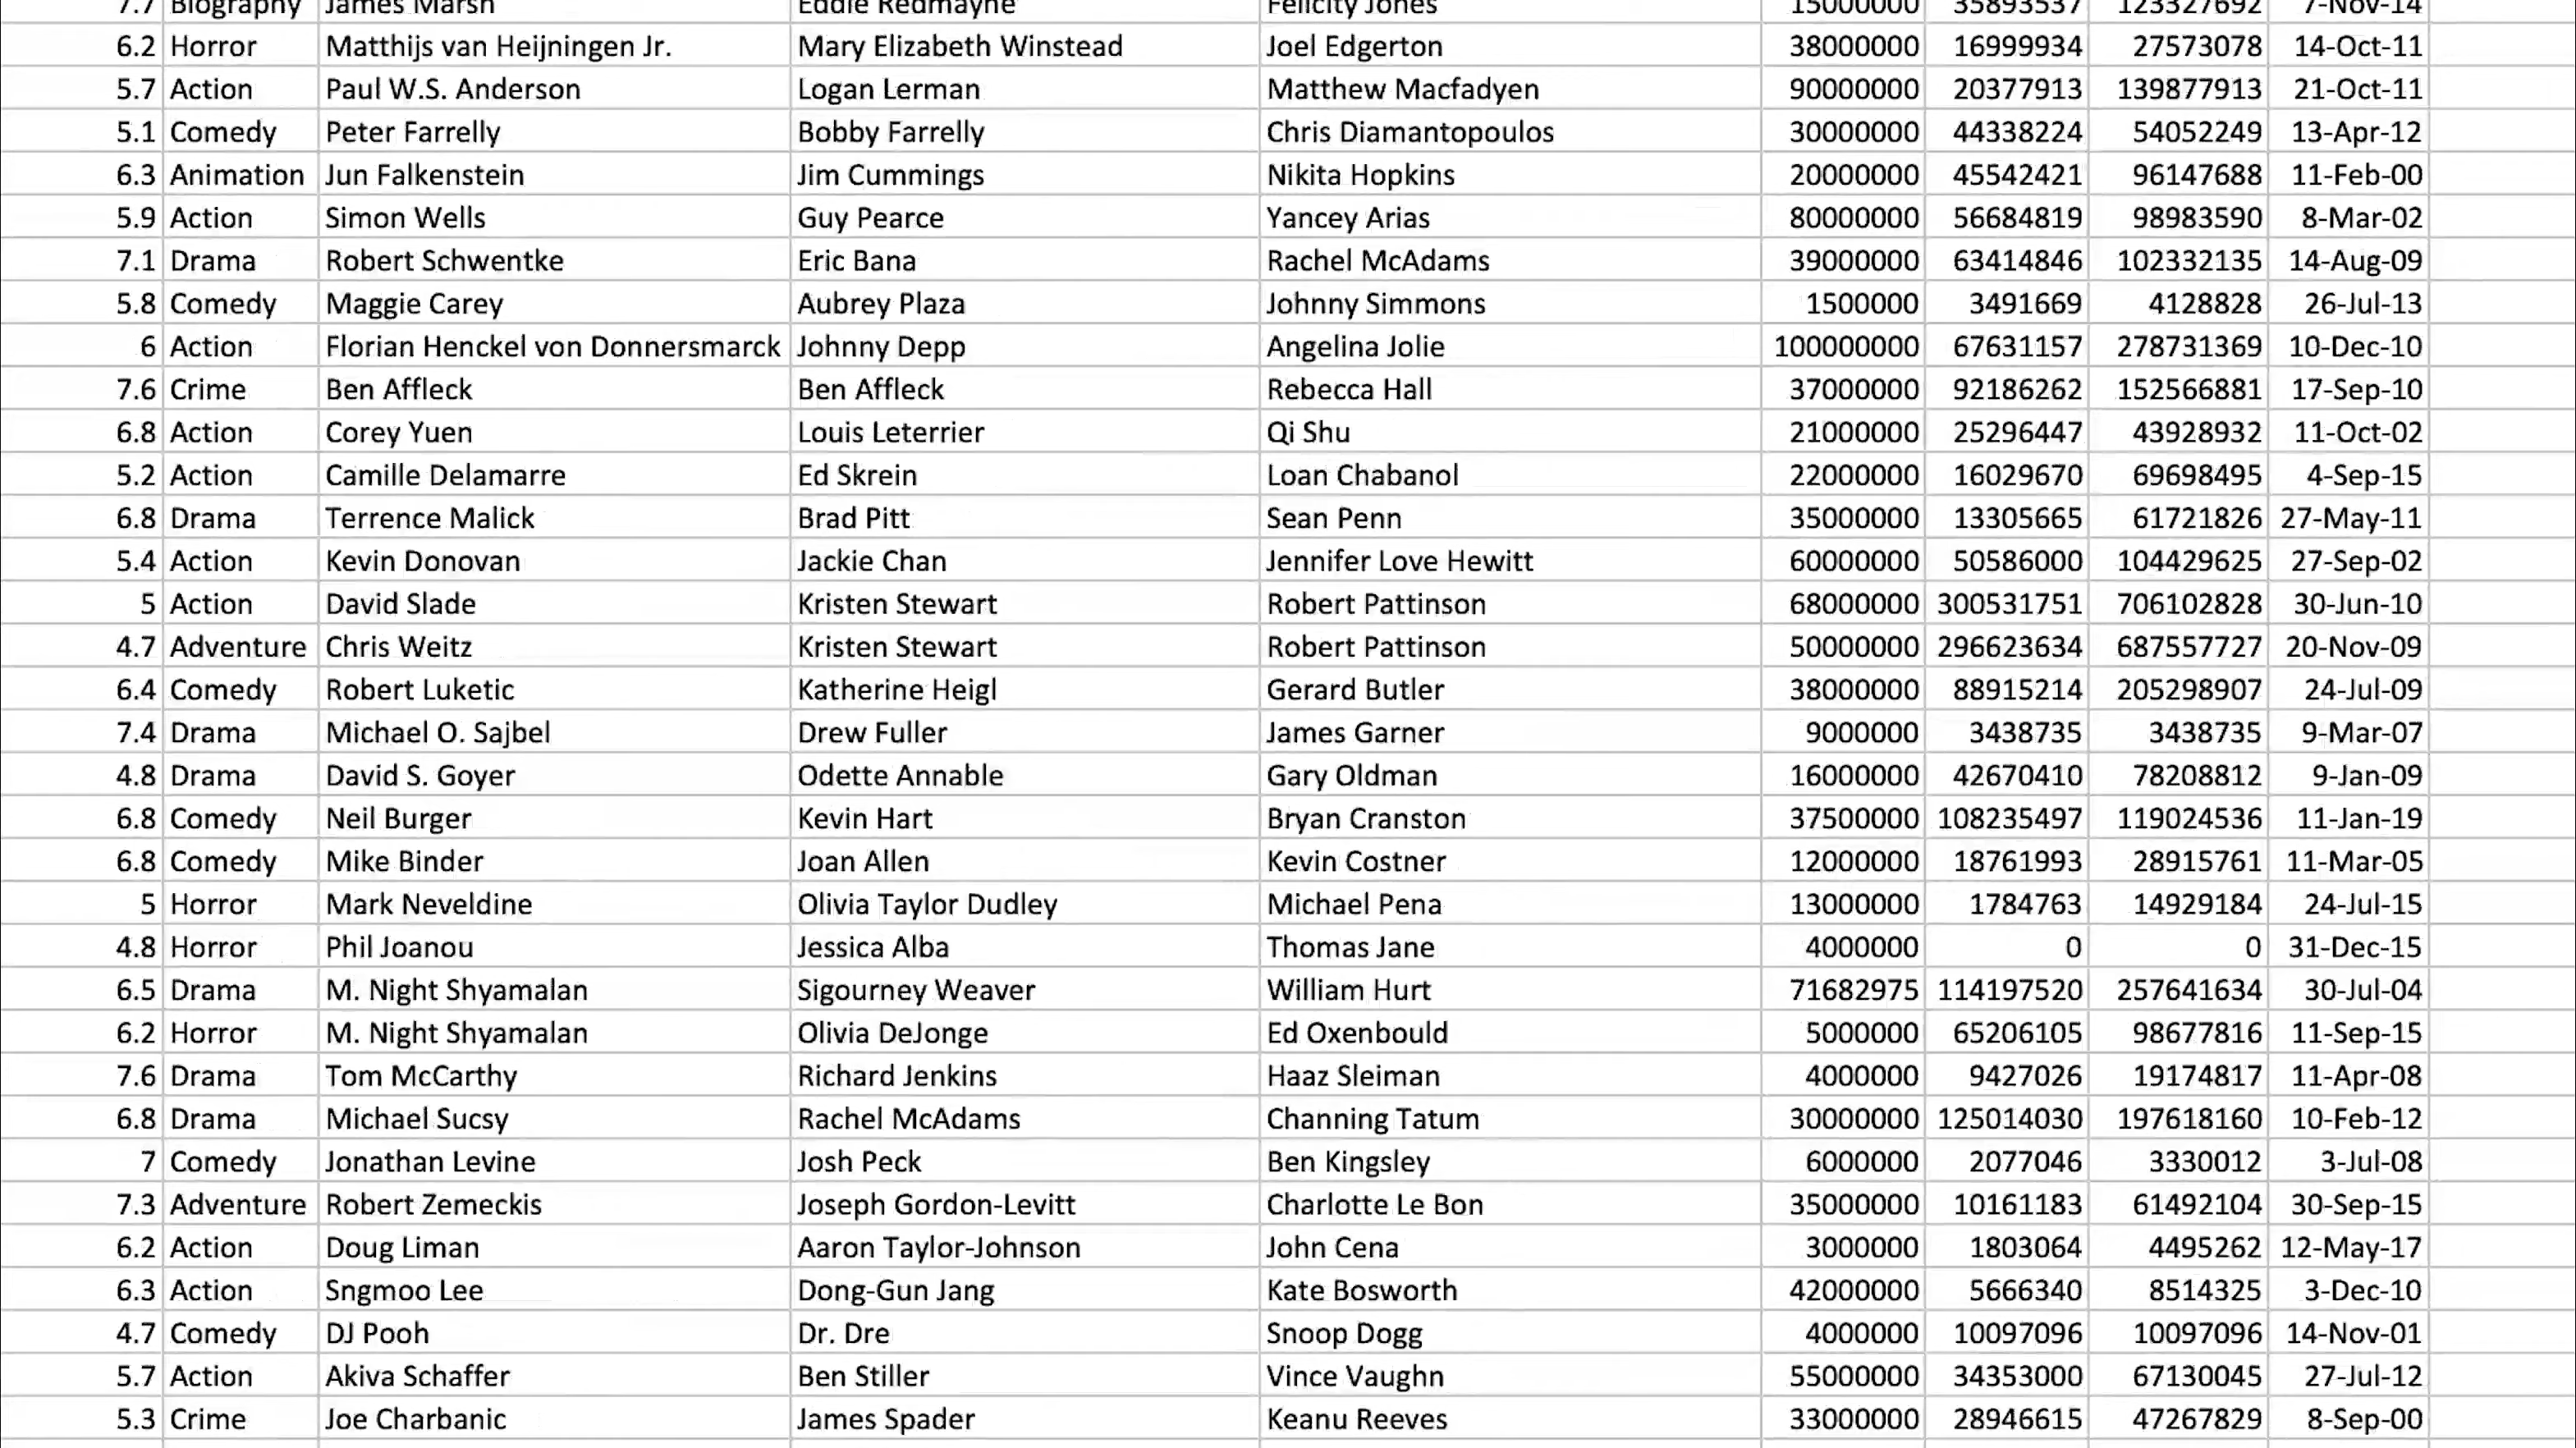 7.7 Biography James Marsh Eddie Redmayne Felicity Jones 15000000 35893537 123327692 7-Nov-14
6.2 Horror Matthijs van Heijningen Jr. Mary Elizabeth Winstead Joel Edgerton 38000000 16999934 27573078 14-Oct-11
5.7 Action Paul W.S. Anderson Logan Lerman Matthew Macfadyen 90000000 20377913 139877913 21-Oct-11
5.1 Comedy Peter Farrelly Bobby Farrelly Chris Diamantopoulos 30000000 44338224 54052249 13-Apr-12
6.3 Animation Jun Falkenstein Jim Cummings Nikita Hopkins 20000000 45542421 96147688 11-Feb-00
5.9 Action Simon Wells Guy Pearce Yancey Arias 80000000 56684819 98983590 8-Mar-02
7.1 Drama Robert Schwentke Eric Bana Rachel McAdams 39000000 63414846 102332135 14-Aug-09
5.8 Comedy Maggie Carey Aubrey Plaza Johnny Simmons 1500000 3491669 4128828 26-Jul-13
6 Action Florian Henckel von Donnersmarck Johnny Depp Angelina Jolie 100000000 67631157 278731369 10-Dec-10
7.6 Crime Ben Affleck Ben Affleck Rebecca Hall 37000000 92186262 152566881 17-Sep-10
6.8 Action Corey Yuen Louis Leterrier Qi Shu 21000000 25296447 43928932 11-Oct-02
5.2 Action Camille Delamarre Ed Skrein Loan Chabanol 22000000 16029670 69698495 4-Sep-15
6.8 Drama Terrence Malick Brad Pitt Sean Penn 35000000 13305665 61721826 27-May-11
5.4 Action Kevin Donovan Jackie Chan Jennifer Love Hewitt 60000000 50586000 104429625 27-Sep-02
5 Action David Slade Kristen Stewart Robert Pattinson 68000000 300531751 706102828 30-Jun-10
4.7 Adventure Chris Weitz Kristen Stewart Robert Pattinson 50000000 296623634 687557727 20-Nov-09
6.4 Comedy Robert Luketic Katherine Heigl Gerard Butler 38000000 88915214 205298907 24-Jul-09
7.4 Drama Michael O. Sajbel Drew Fuller James Garner 9000000 3438735 3438735 9-Mar-07
4.8 Drama David S. Goyer Odette Annable Gary Oldman 16000000 42670410 78208812 9-Jan-09
6.8 Comedy Neil Burger Kevin Hart Bryan Cranston 37500000 108235497 119024536 11-Jan-19
6.8 Comedy Mike Binder Joan Allen Kevin Costner 12000000 18761993 28915761 11-Mar-05
5 Horror Mark Neveldine Olivia Taylor Dudley Michael Pena 13000000 1784763 14929184 24-Jul-15
4.8 Horror Phil Joanou Jessica Alba Thomas Jane 4000000 0 0 31-Dec-15
6.5 Drama M. Night Shyamalan Sigourney Weaver William Hurt 71682975 114197520 257641634 30-Jul-04
6.2 Horror M. Night Shyamalan Olivia DeJonge Ed Oxenbould 5000000 65206105 98677816 11-Sep-15
7.6 Drama Tom McCarthy Richard Jenkins Haaz Sleiman 4000000 9427026 19174817 11-Apr-08
6.8 Drama Michael Sucsy Rachel McAdams Channing Tatum 30000000 125014030 197618160 10-Feb-12
7 Comedy Jonathan Levine Josh Peck Ben Kingsley 6000000 2077046 3330012 3-Jul-08
7.3 Adventure Robert Zemeckis Joseph Gordon-Levitt Charlotte Le Bon 35000000 10161183 61492104 30-Sep-15
6.2 Action Doug Liman Aaron Taylor-Johnson John Cena 3000000 1803064 4495262 12-May-17
6.3 Action Sngmoo Lee Dong-Gun Jang Kate Bosworth 42000000 5666340 8514325 3-Dec-10
4.7 Comedy DJ Pooh Dr. Dre Snoop Dogg 4000000 10097096 10097096 14-Nov-01
5.7 Action Akiva Schaffer Ben Stiller Vince Vaughn 55000000 34353000 67130045 27-Jul-12
5.3 Crime Joe Charbanic James Spader Keanu Reeves 33000000 28946615 47267829 8-Sep-00